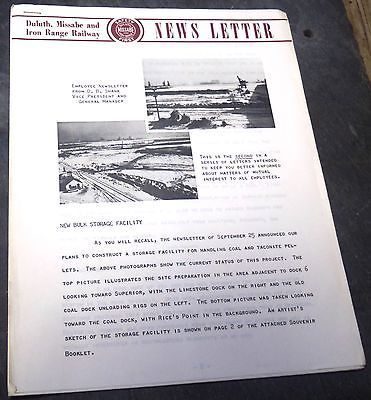 Duluth, Missabe and
Iron Range Railway
SAFETY
MISSABE
FIRST
NEWS LETTER
Employee Newsletter
from D. B. Shank
Vice President and
General Manager
This is the second in a
series of letters intended
to keep you better informed
about matters of mutual
interest to all employees.
NEW BULK STORAGE FACILITY
As you will recall, the newsletter of September 25 announced our
plans to construct a storage facility for handling coal and taconite pel-
lets. The above photographs show the current status of this project. The
top picture illustrates the site preparation in the area adjacent to dock 6
looking toward Superior, with the limestone dock on the right and the old
coal dock unloading rigs on the left. The bottom picture was taken looking
toward the coal dock, with Rice's Point in the background. An artist's
sketch of the storage facility is shown on page 2 of the attached Souvenir
Booklet.